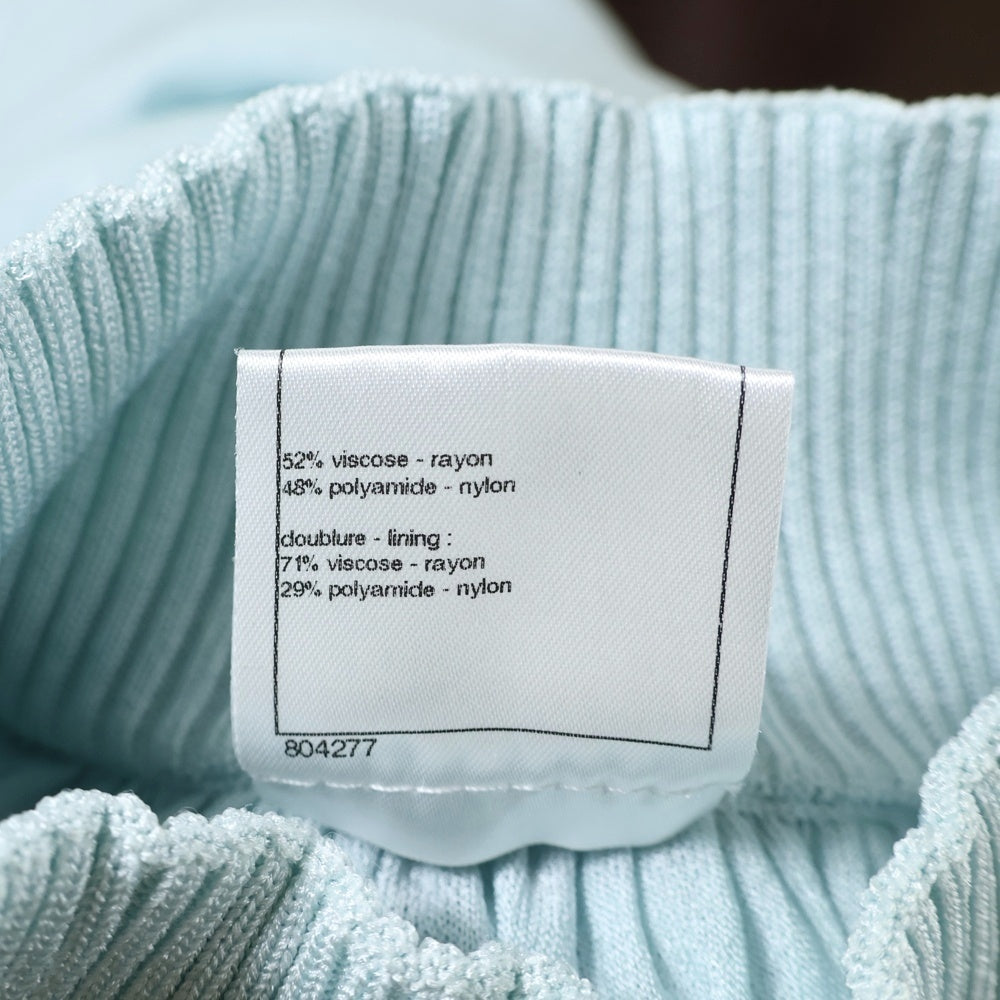 52% viscose - rayon
48% polyamide - nylon
doublure - lining :
71% viscose - rayon
29% polyamide - nylon
804277